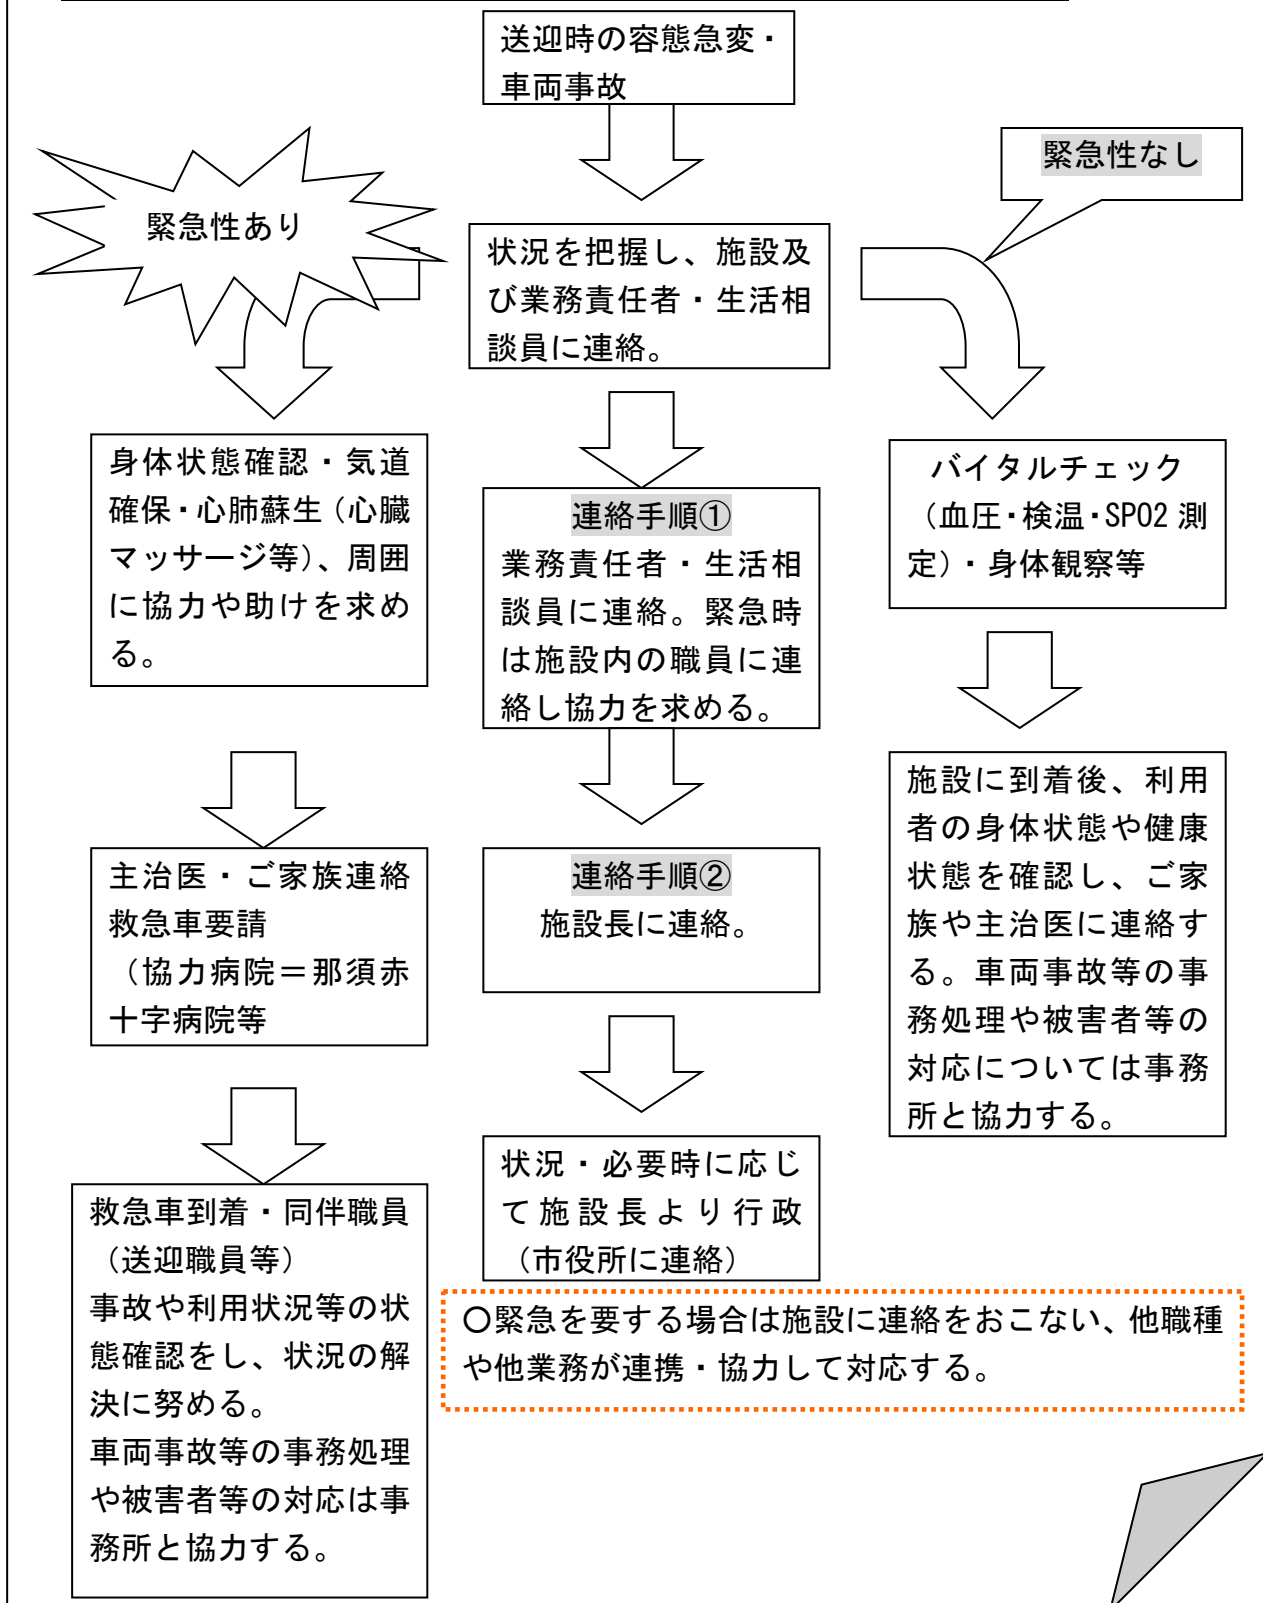 送迎時の容態急変・
車両事故
緊急性あり
緊急性なし
状況を把握し、施設及
び業務責任者・生活相
談員に連絡。
身体状態確認・気道
確保・心肺蘇生（心臓
マッサージ等）、周囲
に協力や助けを求め
る。
連絡手順①
業務責任者・生活相
談員に連絡。緊急時
は施設内の職員に連
絡し協力を求める。
バイタルチェック
（血圧・検温・SPO2 測
定）・身体観察等
主治医・ご家族連絡
救急車要請
（協力病院＝那須赤
十字病院等
連絡手順②
施設長に連絡。
施設に到着後、利用
者の身体状態や健康
状態を確認し、ご家
族や主治医に連絡す
る。車両事故等の事
務処理や被害者等の
対応については事務
所と協力する。
救急車到着・同伴職員
（送迎職員等）
事故や利用状況等の状
態確認をし、状況の解
決に努める。
車両事故等の事務処理
や被害者等の対応は事
務所と協力する。
状況・必要時に応じ
て施設長より行政
（市役所に連絡）
〇緊急を要する場合は施設に連絡をおこない、他職種
や他業務が連携・協力して対応する。